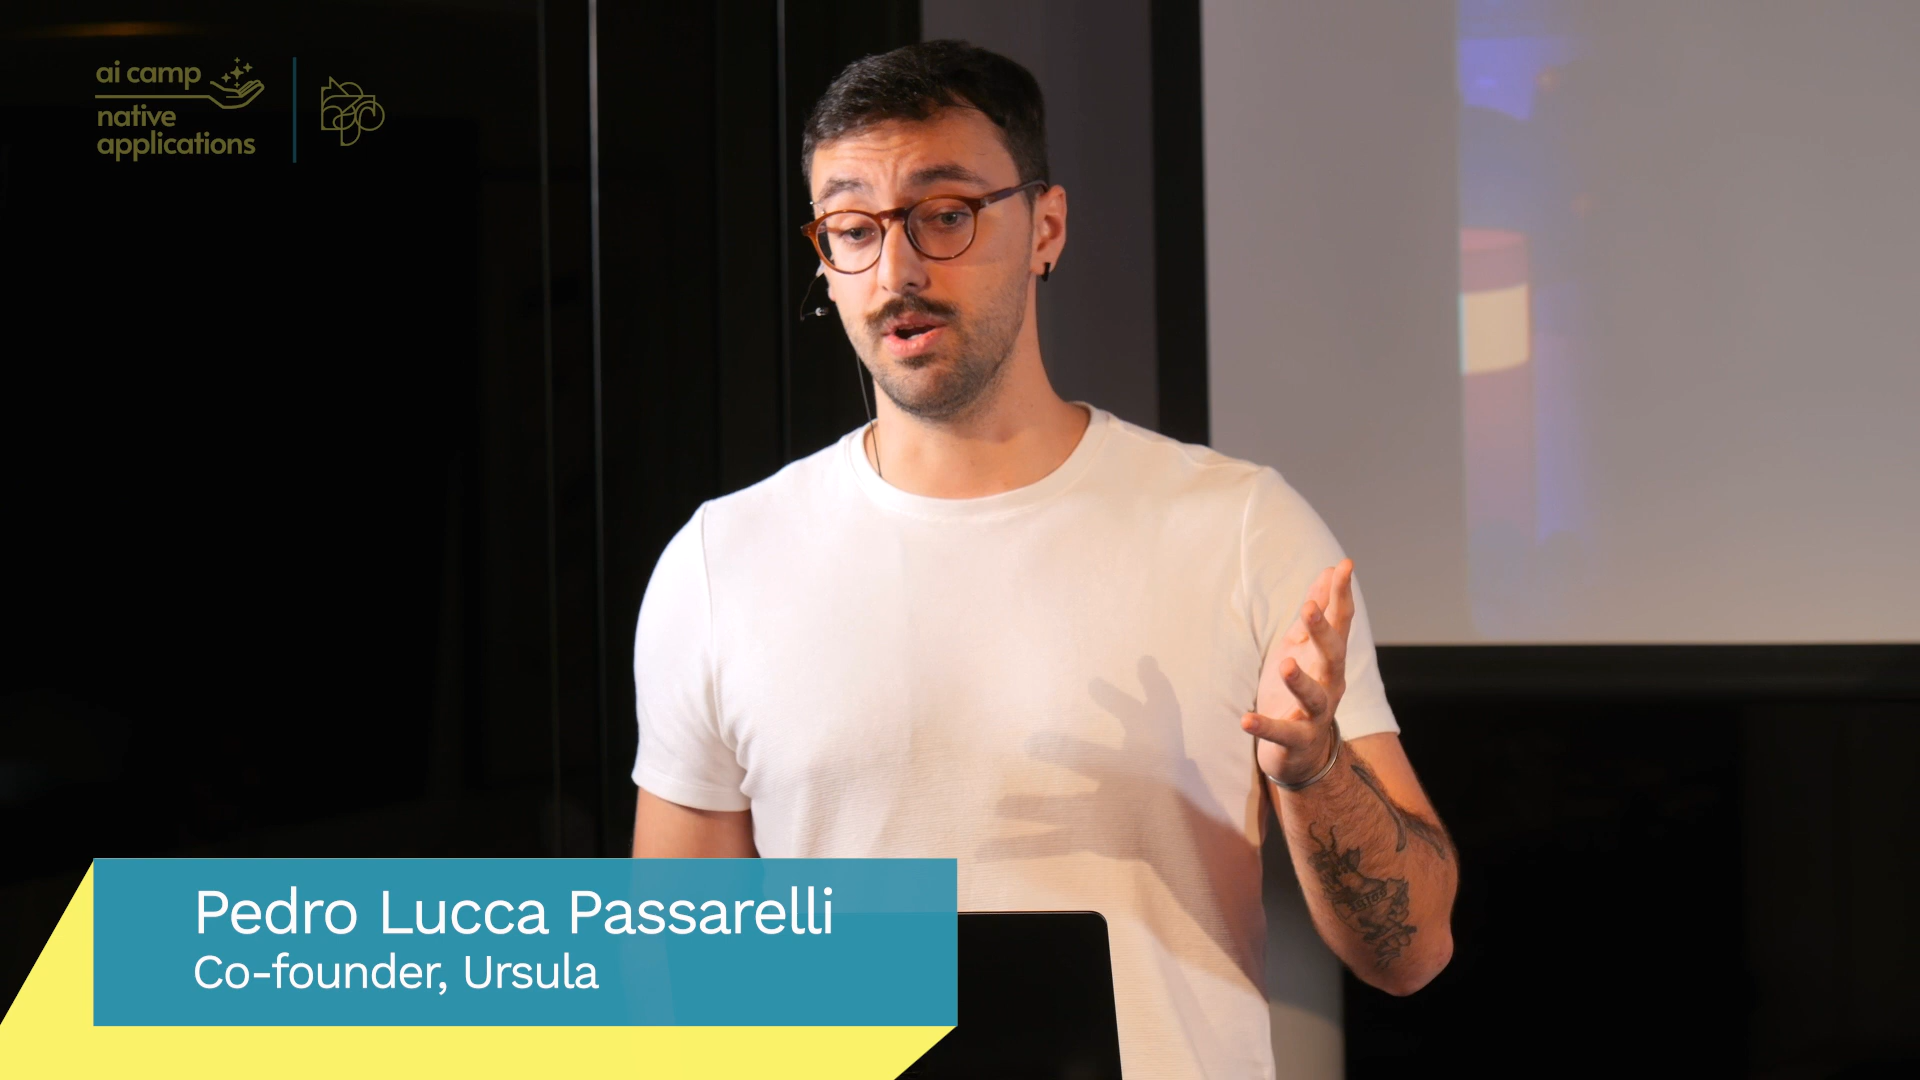 ai camp
native
applications
Pedro Lucca Passarelli
Co-founder, Ursula